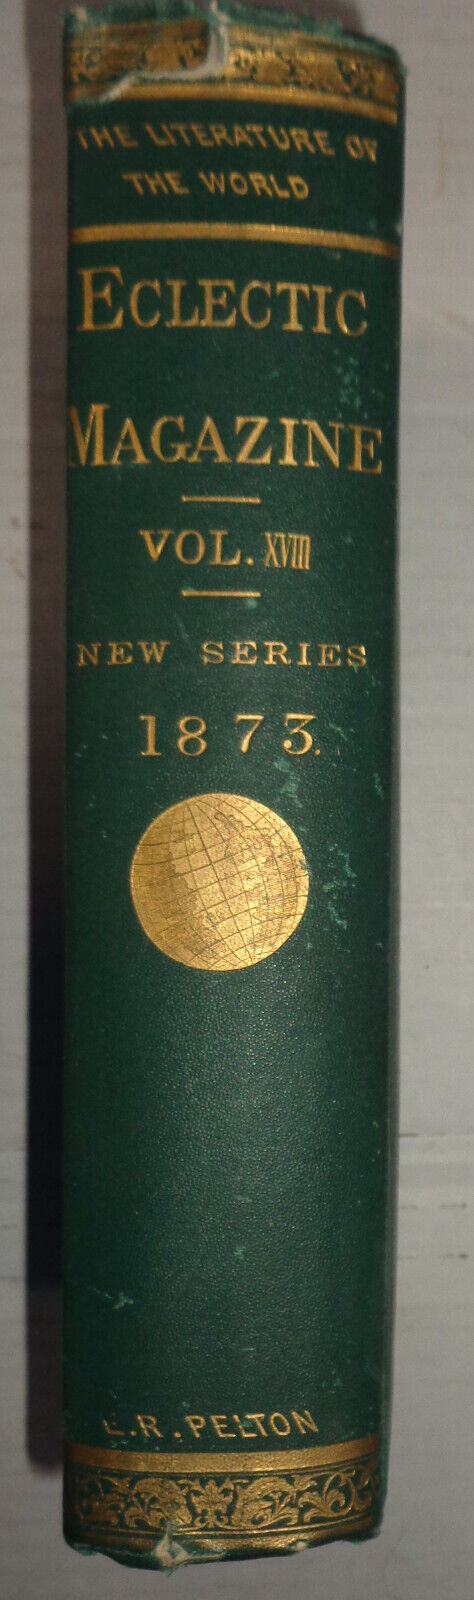 THE LITERATURE OF
THE WORLD
ECLECTIC
MAGAZINE
VOL. XVIII
NEW SERIES
1873.
E.R. PELTON